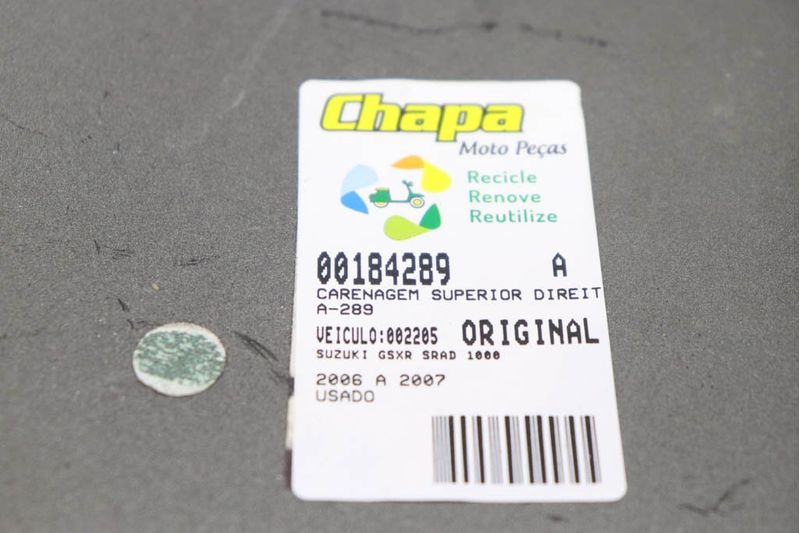 Chapa
Moto Peças
Recicle
Renove
Reutilize
00184289 A
CARENAGEM SUPERIOR DIREIT
A-289
VEICULO:002205 ORIGINAL
SUZUKI GSXR SRAD 1000
2006 A 2007
USADO